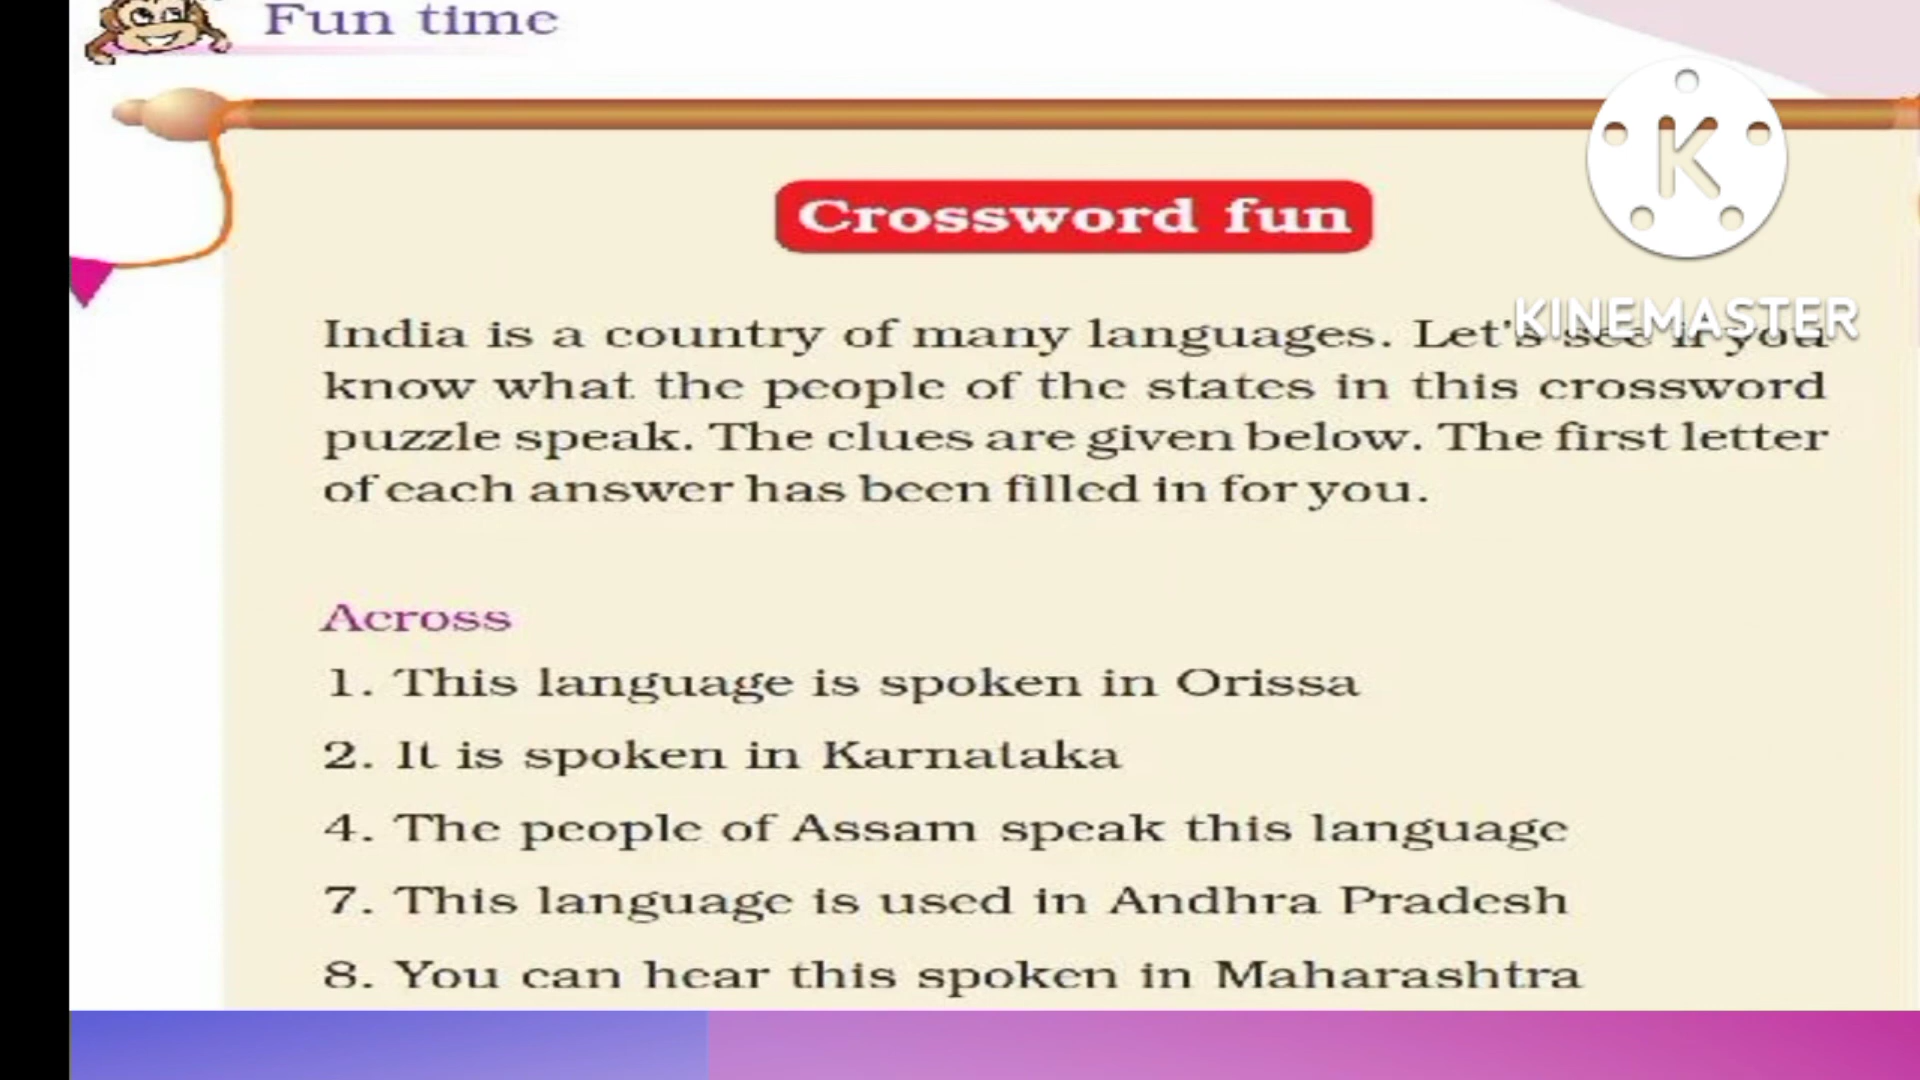 Fun time
Crossword fun
K
KINEMASTER
India is a country of many languages. Let's see if you
know what the people of the states in this crossword
puzzle speak. The clues are given below. The first letter
of each answer has been filled in for you.
Across
1. This language is spoken in Orissa
2. It is spoken in Karnataka
4. The people of Assam speak this language
7. This language is used in Andhra Pradesh
8. You can hear this spoken in Maharashtra